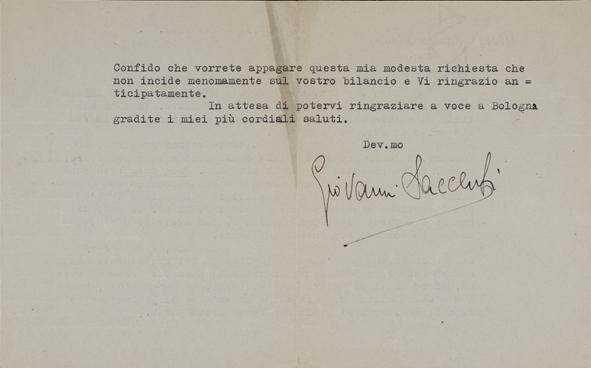 Confido che vorrete appagare questa mia modesta richiesta che
non incide menomamente sul vostro bilancio e Vi ringrazio an =
ticipatamente.
In attesa di potervi ringraziare a voce a Bologna
gradite i miei più cordiali saluti.
Dev.mo
Giovanni Saccenti